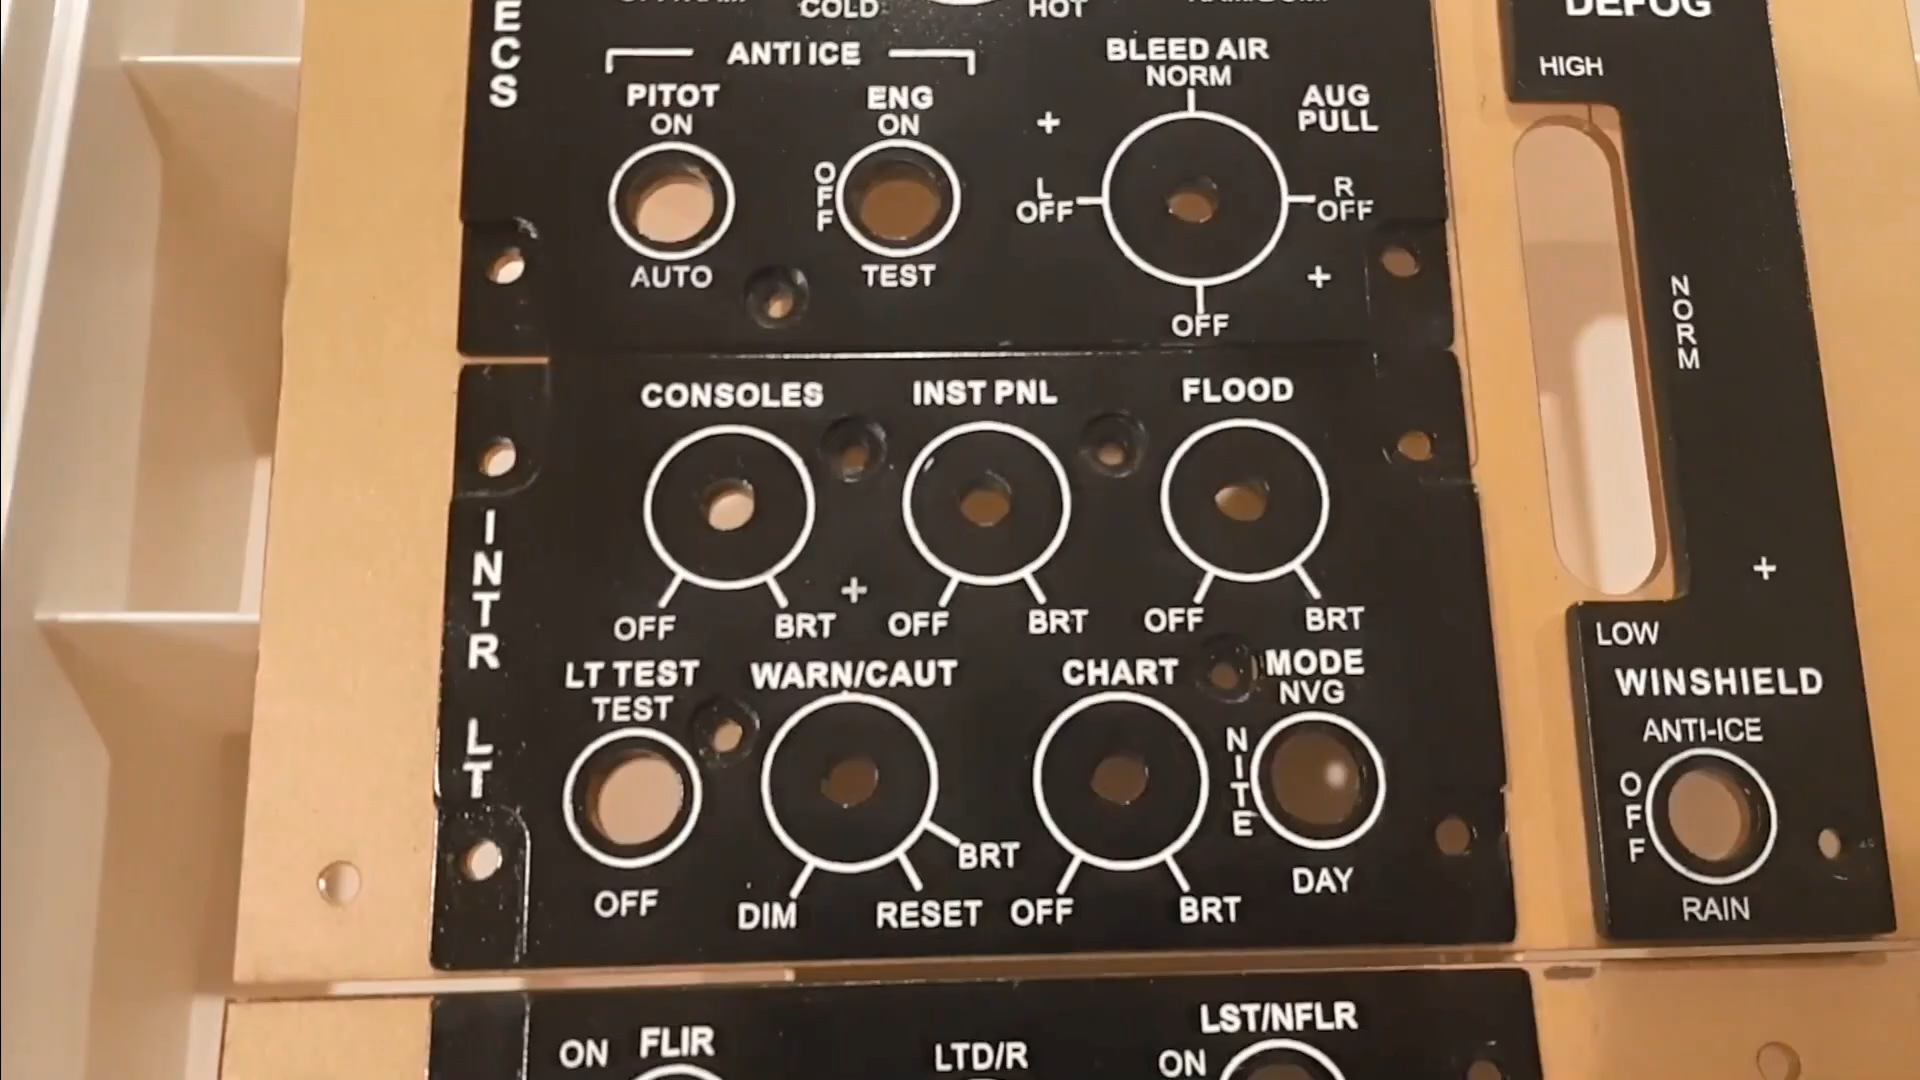 ECS
COLD
HOT
DEFOG
HIGH
ANTI ICE
BLEED AIR
NORM
PITOT
ON
ENG
ON
AUG
PULL
OFF
L
OFF
R
OFF
AUTO
TEST
OFF
NORM
CONSOLES
INST PNL
FLOOD
INTR LT
OFF
BRT
OFF
BRT
OFF
BRT
LOW
LT TEST
TEST
WARN/CAUT
CHART
MODE
NVG
NITE
WINSHIELD
ANTI-ICE
OFF
BRT
OFF
DIM
RESET
OFF
BRT
DAY
RAIN
ON
FLIR
LTD/R
LST/NFLR
ON